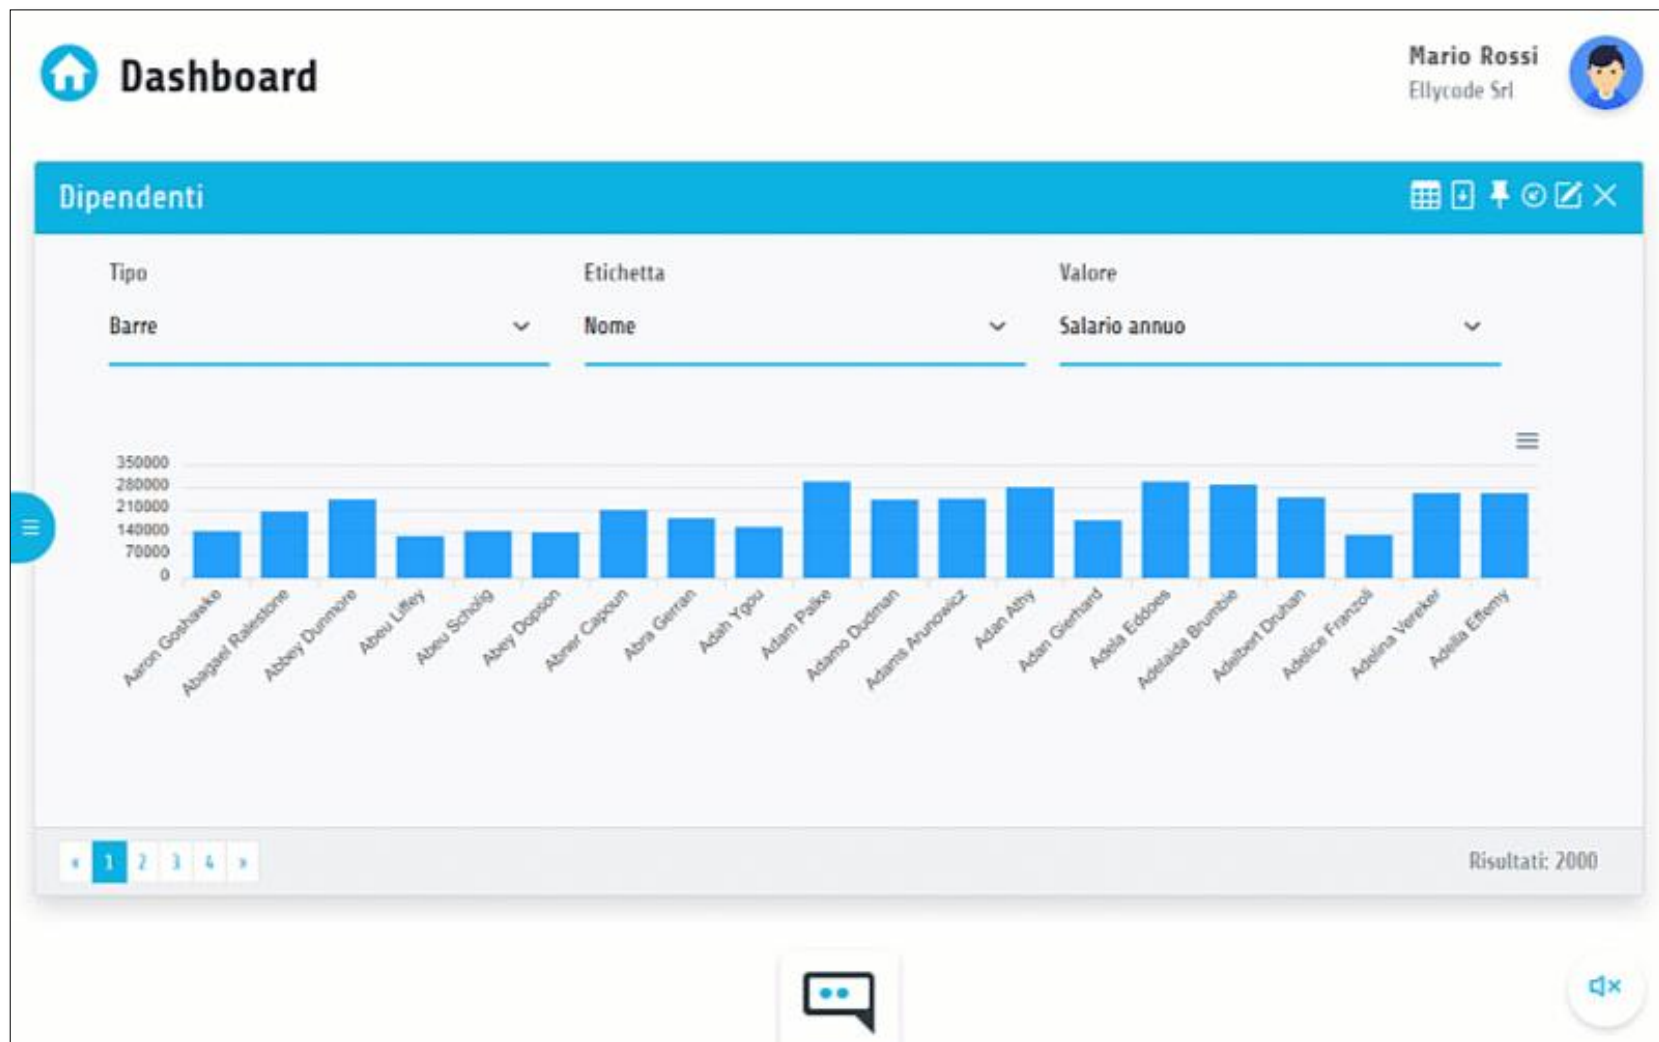 Dashboard
Mario Rossi
Ellycode Srl
Dipendenti
Tipo
Etichetta
Valore
Barre
Nome
Salario annuo
350000
280000
210000
140000
70000
0
Aaron Goshawke
Abagael Ralestone
Abbey Dunmore
Abeu Liffey
Abeu Scholig
Abey Dopson
Abner Capoun
Abra Gerran
Adah Ygou
Adam Palke
Adamo Dudman
Adams Arunowicz
Adan Athy
Adan Gierhard
Adela Eddoes
Adelaida Brumbie
Adelbert Druhan
Adelice Franzoli
Adelina Vereker
Adella Effemy
« 1 2 3 4 »
Risultati: 2000